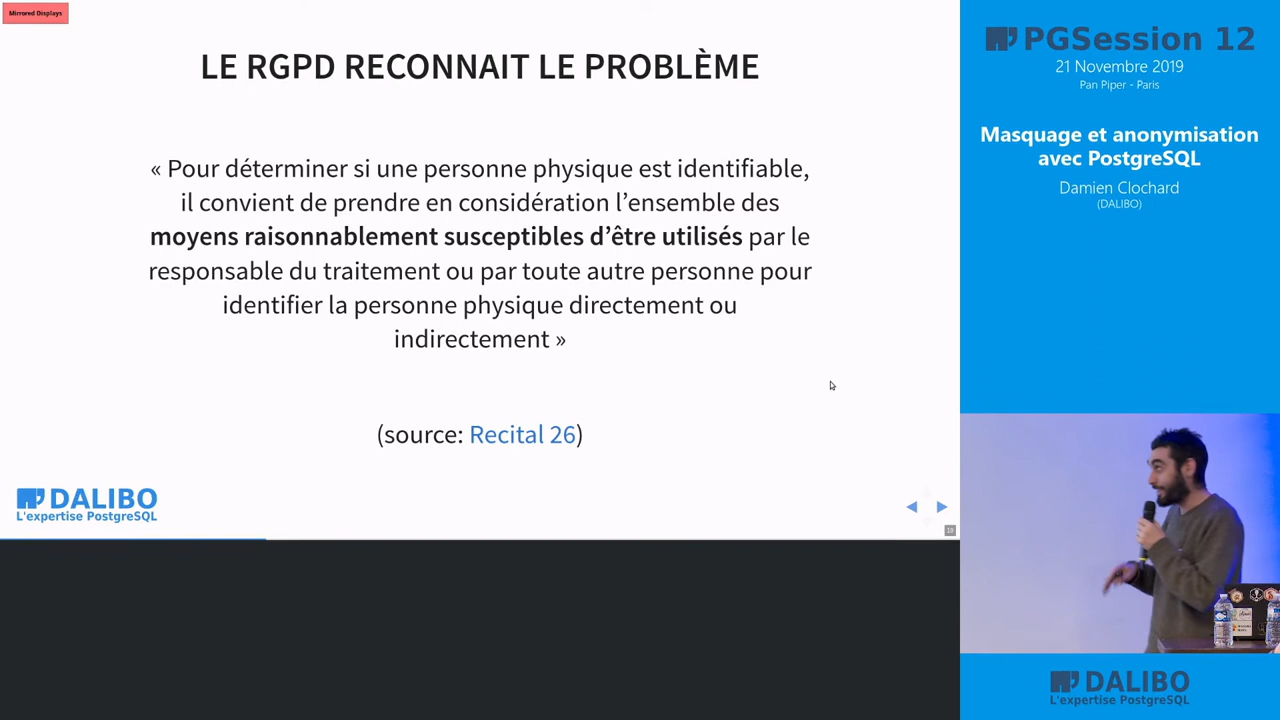 Mirrored Displays
LE RGPD RECONNAIT LE PROBLÈME
« Pour déterminer si une personne physique est identifiable,
il convient de prendre en considération l’ensemble des
moyens raisonnablement susceptibles d’être utilisés par le
responsable du traitement ou par toute autre personne pour
identifier la personne physique directement ou
indirectement »
(source: Recital 26)
DALIBO
L'expertise PostgreSQL
PGSession 12
21 Novembre 2019
Pan Piper - Paris
Masquage et anonymisation
avec PostgreSQL
Damien Clochard
(DALIBO)
DALIBO
L'expertise PostgreSQL